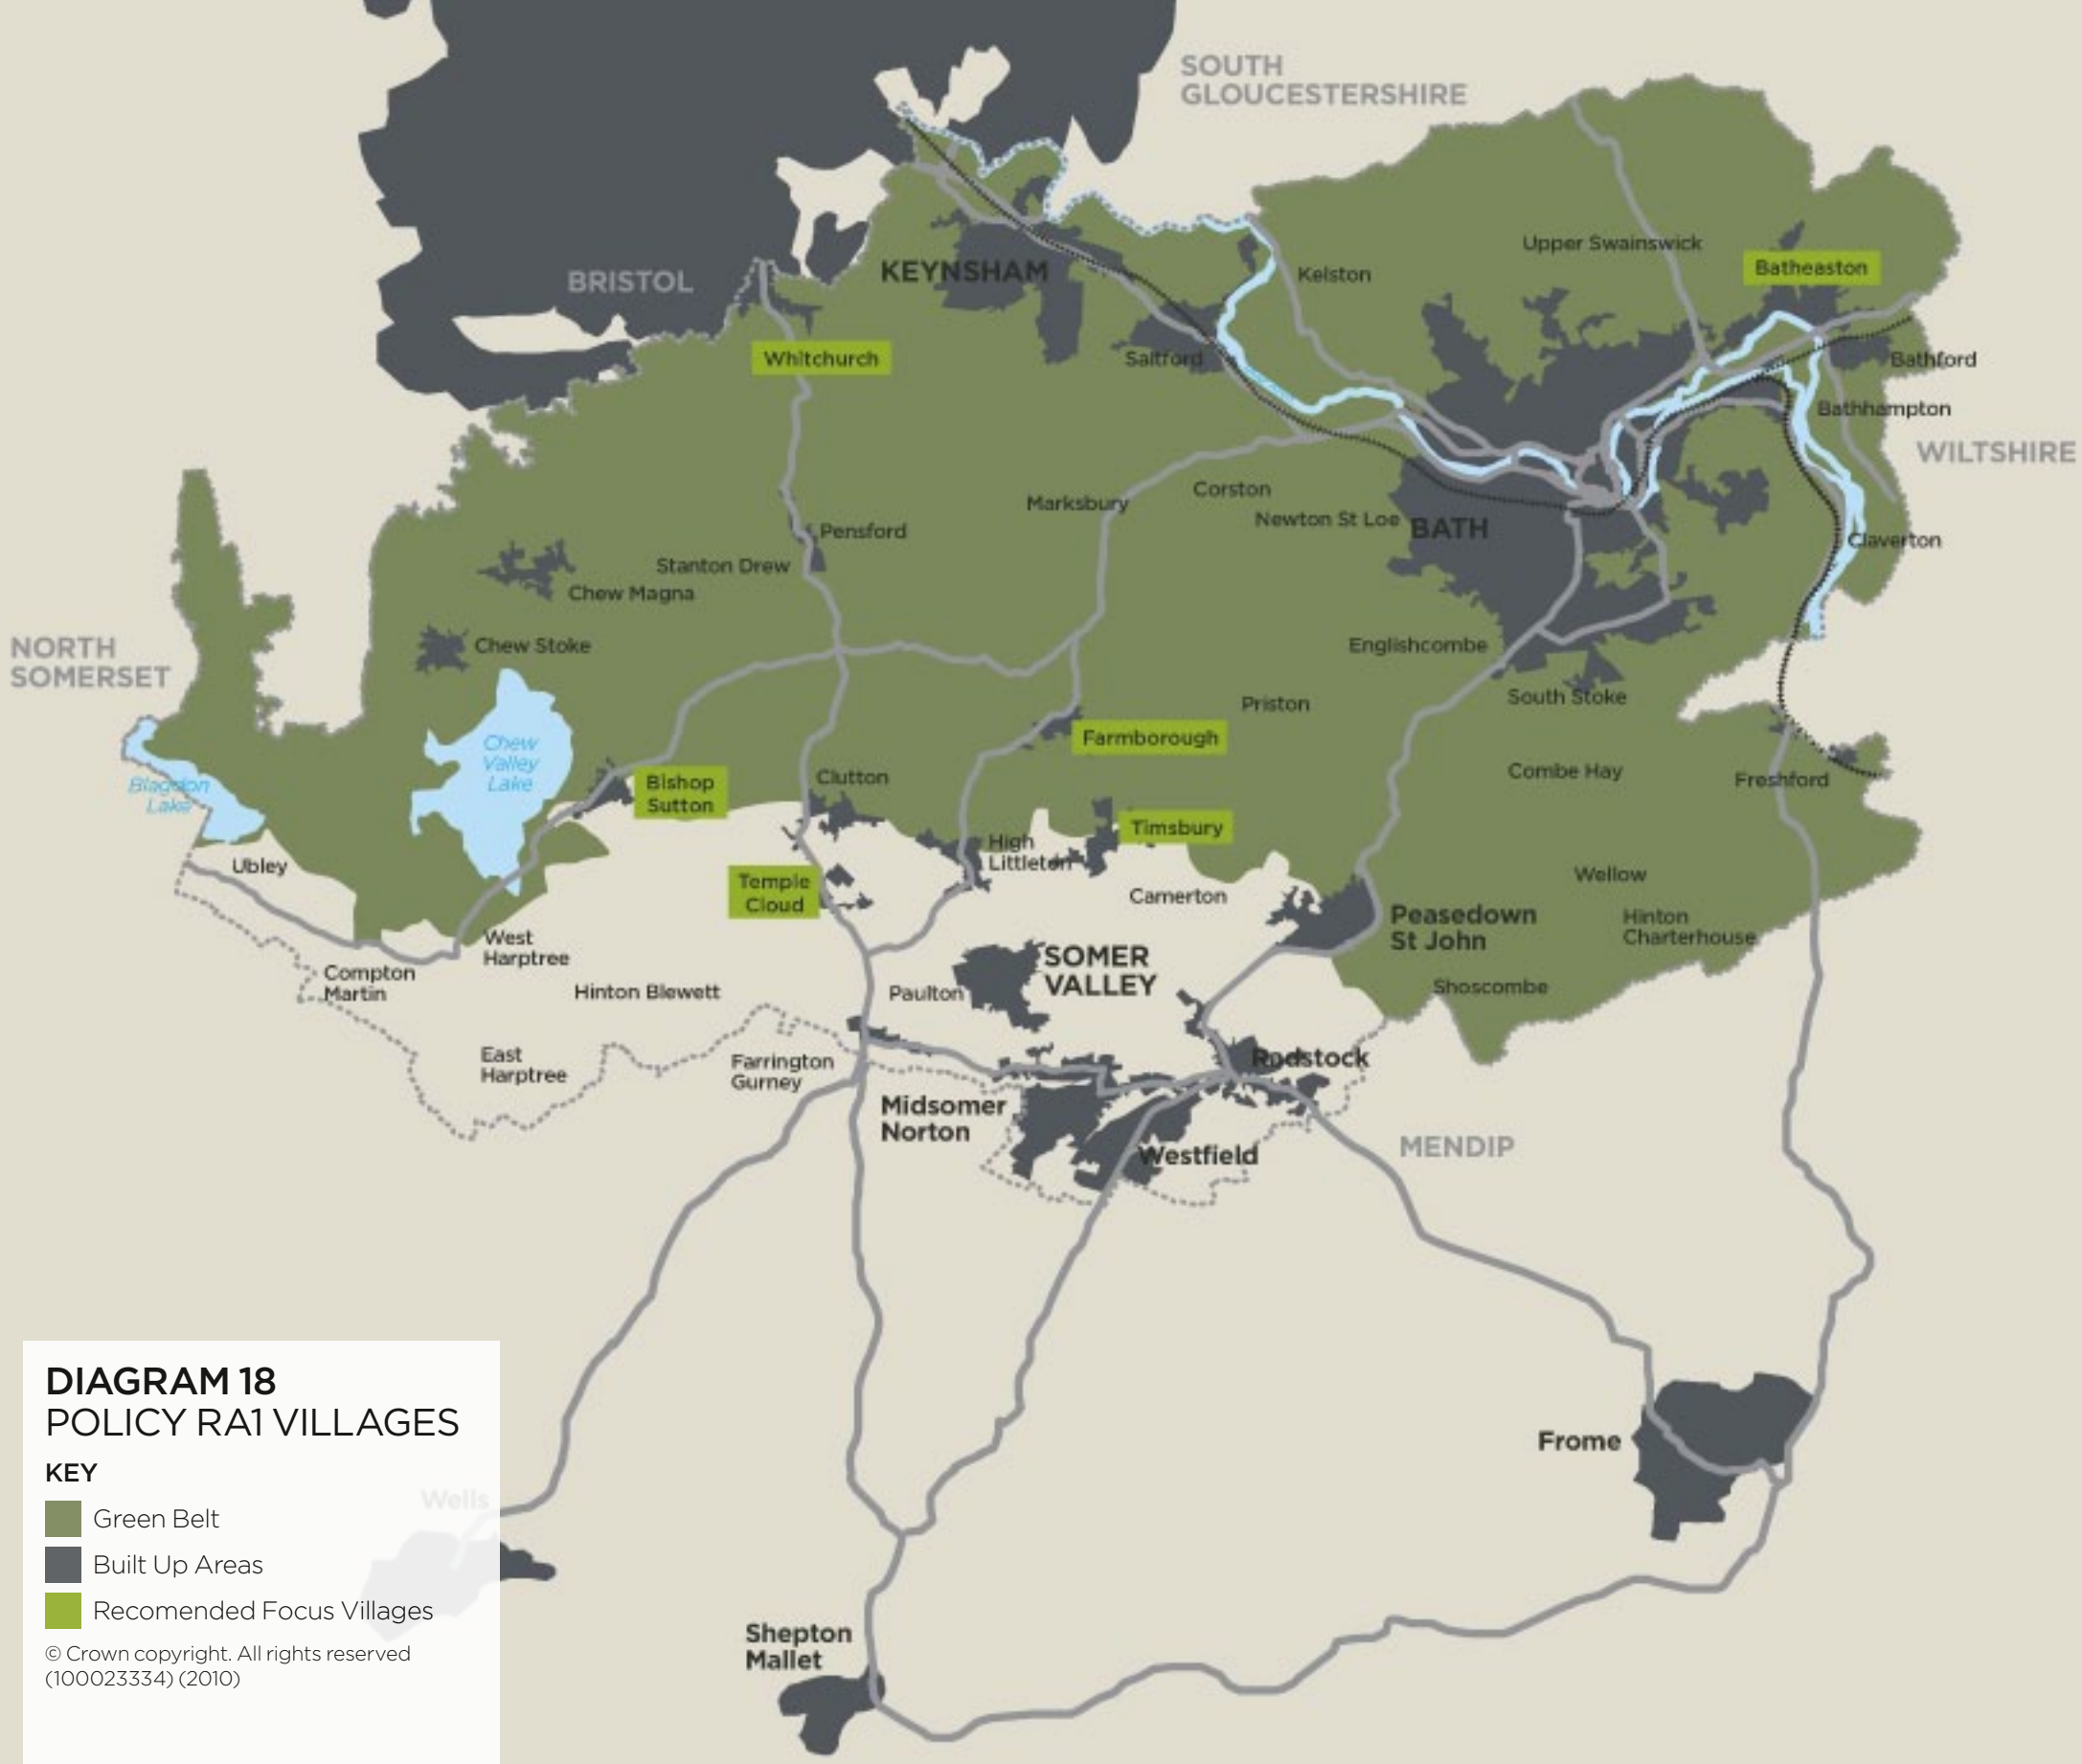 SOUTH
GLOUCESTERSHIRE
Upper Swainswick
Batheaston
KEYNSHAM
BRISTOL
Kelston
Whitchurch
Saltford
Bathford
Bathhampton
WILTSHIRE
Corston
Marksbury
Newton St Loe
BATH
Pensford
Claverton
Stanton Drew
Chew Magna
NORTH
SOMERSET
Chew Stoke
Englishcombe
South Stoke
Priston
Farmborough
Chew
Valley
Lake
Blagdon
Lake
Bishop
Sutton
Clutton
Combe Hay
Freshford
Timsbury
High
Littleton
Ubley
Temple
Cloud
Camerton
Wellow
Peasedown
St John
Hinton
Charterhouse
West
Harptree
SOMER
VALLEY
Compton
Martin
Hinton Blewett
Paulton
Shoscombe
East
Harptree
Farrington
Gurney
Radstock
Midsomer
Norton
Westfield
MENDIP
Frome
Wells
Shepton
Mallet
DIAGRAM 18
POLICY RA1 VILLAGES
KEY
Green Belt
Built Up Areas
Recomended Focus Villages
© Crown copyright. All rights reserved
(100023334) (2010)